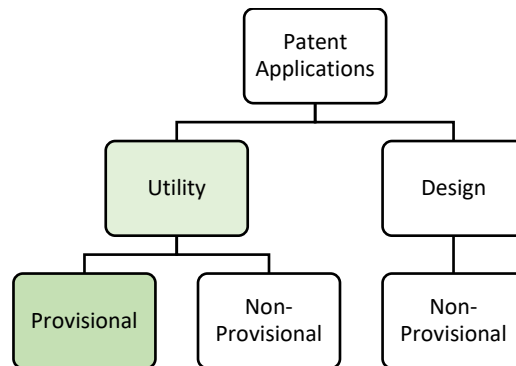 Patent
Applications
Utility
Design
Provisional
Non-
Provisional
Non-
Provisional